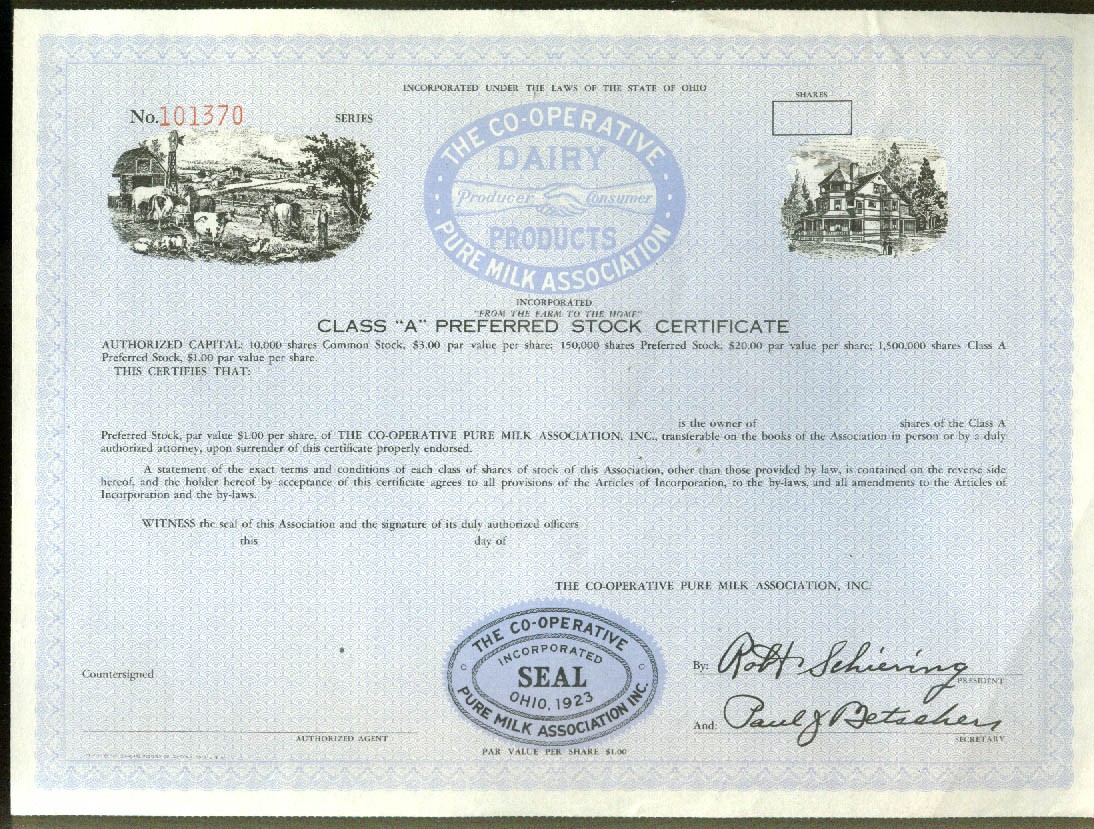 INCORPORATED UNDER THE LAWS OF THE STATE OF OHIO
No. 101370
SERIES
SHARES
THE CO-OPERATIVE
DAIRY
Producer Consumer
PRODUCTS
PURE MILK ASSOCIATION
INCORPORATED
"FROM THE FARM TO THE HOME"
CLASS "A" PREFERRED STOCK CERTIFICATE
AUTHORIZED CAPITAL: 10,000 shares Common Stock, $3.00 par value per share; 150,000 shares Preferred Stock, $20.00 par value per share; 1,500,000 shares Class A
Preferred Stock, $1.00 par value per share.
THIS CERTIFIES THAT:
is the owner of shares of the Class A
Preferred Stock, par value $1.00 per share, of THE CO-OPERATIVE PURE MILK ASSOCIATION, INC., transferable on the books of the Association in person or by a duly
authorized attorney, upon surrender of this certificate properly endorsed.
A statement of the exact terms and conditions of each class of shares of stock of this Association, other than those provided by law, is contained on the reverse side
hereof, and the holder hereof by acceptance of this certificate agrees to all provisions of the Articles of Incorporation, to the by-laws, and all amendments to the Articles of
Incorporation and the by-laws.
WITNESS the seal of this Association and the signature of its duly authorized officers
this day of
THE CO-OPERATIVE PURE MILK ASSOCIATION, INC.
THE CO-OPERATIVE
INCORPORATED
SEAL
OHIO, 1923
PURE MILK ASSOCIATION INC.
By: Robt Schiering
PRESIDENT
Countersigned
And: Paul J Betscher
SECRETARY
AUTHORIZED AGENT
PAR VALUE PER SHARE $1.00